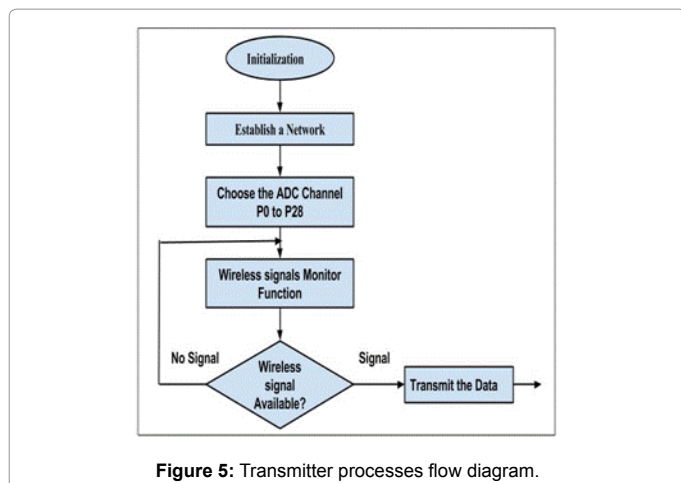 Initialization
Establish a Network
Choose the ADC Channel
P0 to P28
Wireless signals Monitor
Function
No Signal
Wireless
signal
Available?
Signal
Transmit the Data
Figure 5: Transmitter processes flow diagram.